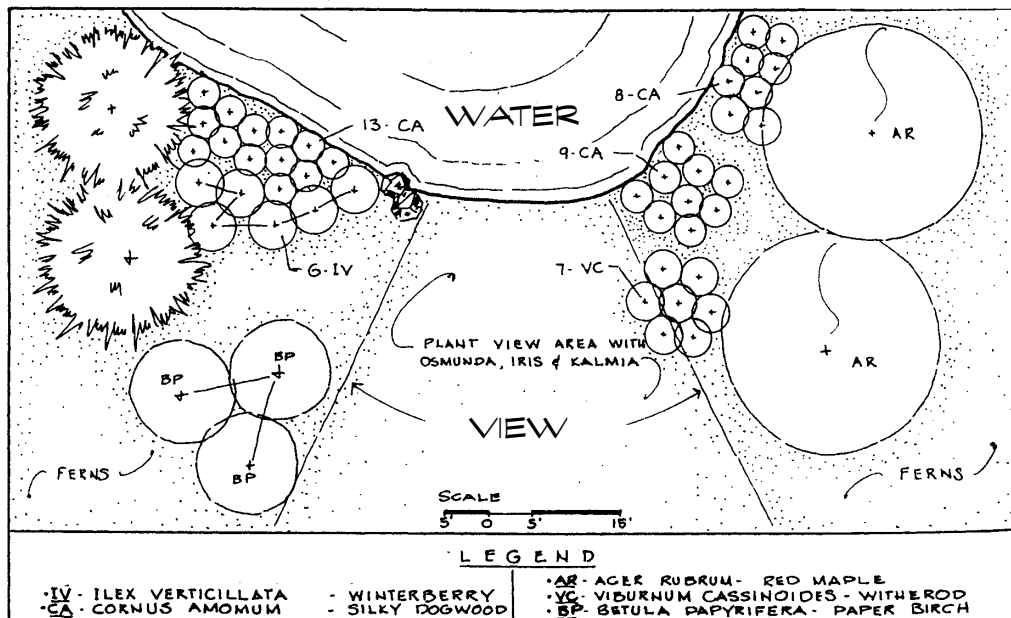 WATER
8-CA
13-CA
9-CA
AR
6-IV
7-VC
PLANT VIEW AREA WITH
OSMUNDA, IRIS & KALMIA
BP
BP
AR
VIEW
BP
FERNS
FERNS
SCALE
5' 0 5' 15'
LEGEND
·IV- ILEX VERTICILLATA - WINTERBERRY
·CA- CORNUS AMOMUM - SILKY DOGWOOD
·AR- ACER RUBRUM- RED MAPLE
·VC- VIBURNUM CASSINOIDES- WITHEROD
·BP- BETULA PAPYRIFERA- PAPER BIRCH